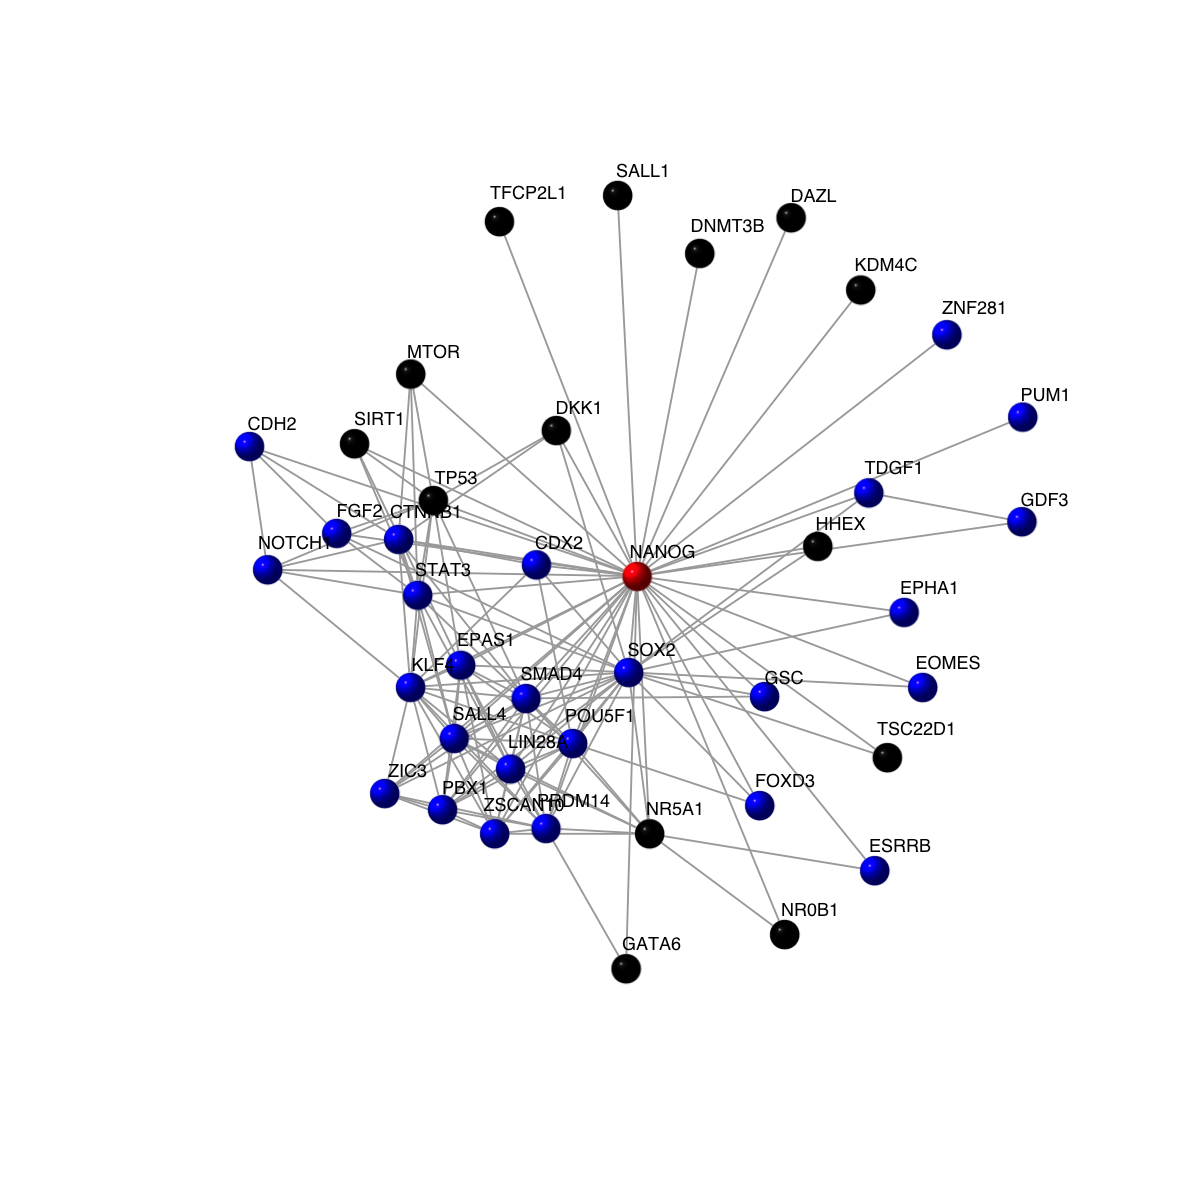 SALL1
TFCP2L1
DAZL
DNMT3B
KDM4C
ZNF281
MTOR
PUM1
DKK1
SIRT1
CDH2
TDGF1
TP53
GDF3
FGF2
CTNNB1
HHEX
NOTCH1
CDX2
NANOG
STAT3
EPHA1
EPAS1
SOX2
KLF4
EOMES
SMAD4
GSC
SALL4
POU5F1
TSC22D1
LIN28A
ZIC3
FOXD3
PBX1
ZSCAN10
PRDM14
NR5A1
ESRRB
NR0B1
GATA6